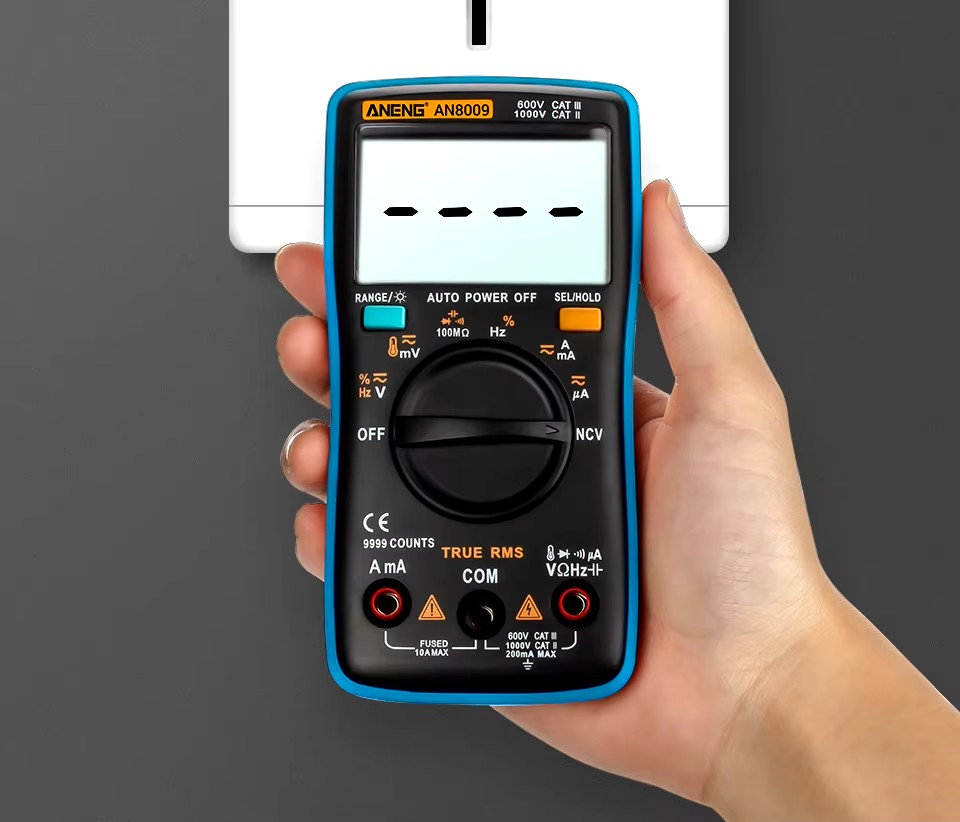 ANENG® AN8009
600V CAT III
1000V CAT II
- - - -
RANGE/
AUTO POWER OFF
SEL/HOLD
100MΩ
Hz %
mV
A
mA
% Hz V
μA
OFF
NCV
CE
9999 COUNTS
TRUE RMS
μA
A mA
COM
VΩHz
FUSED
10A MAX
600V CAT III
1000V CAT II
200mA MAX